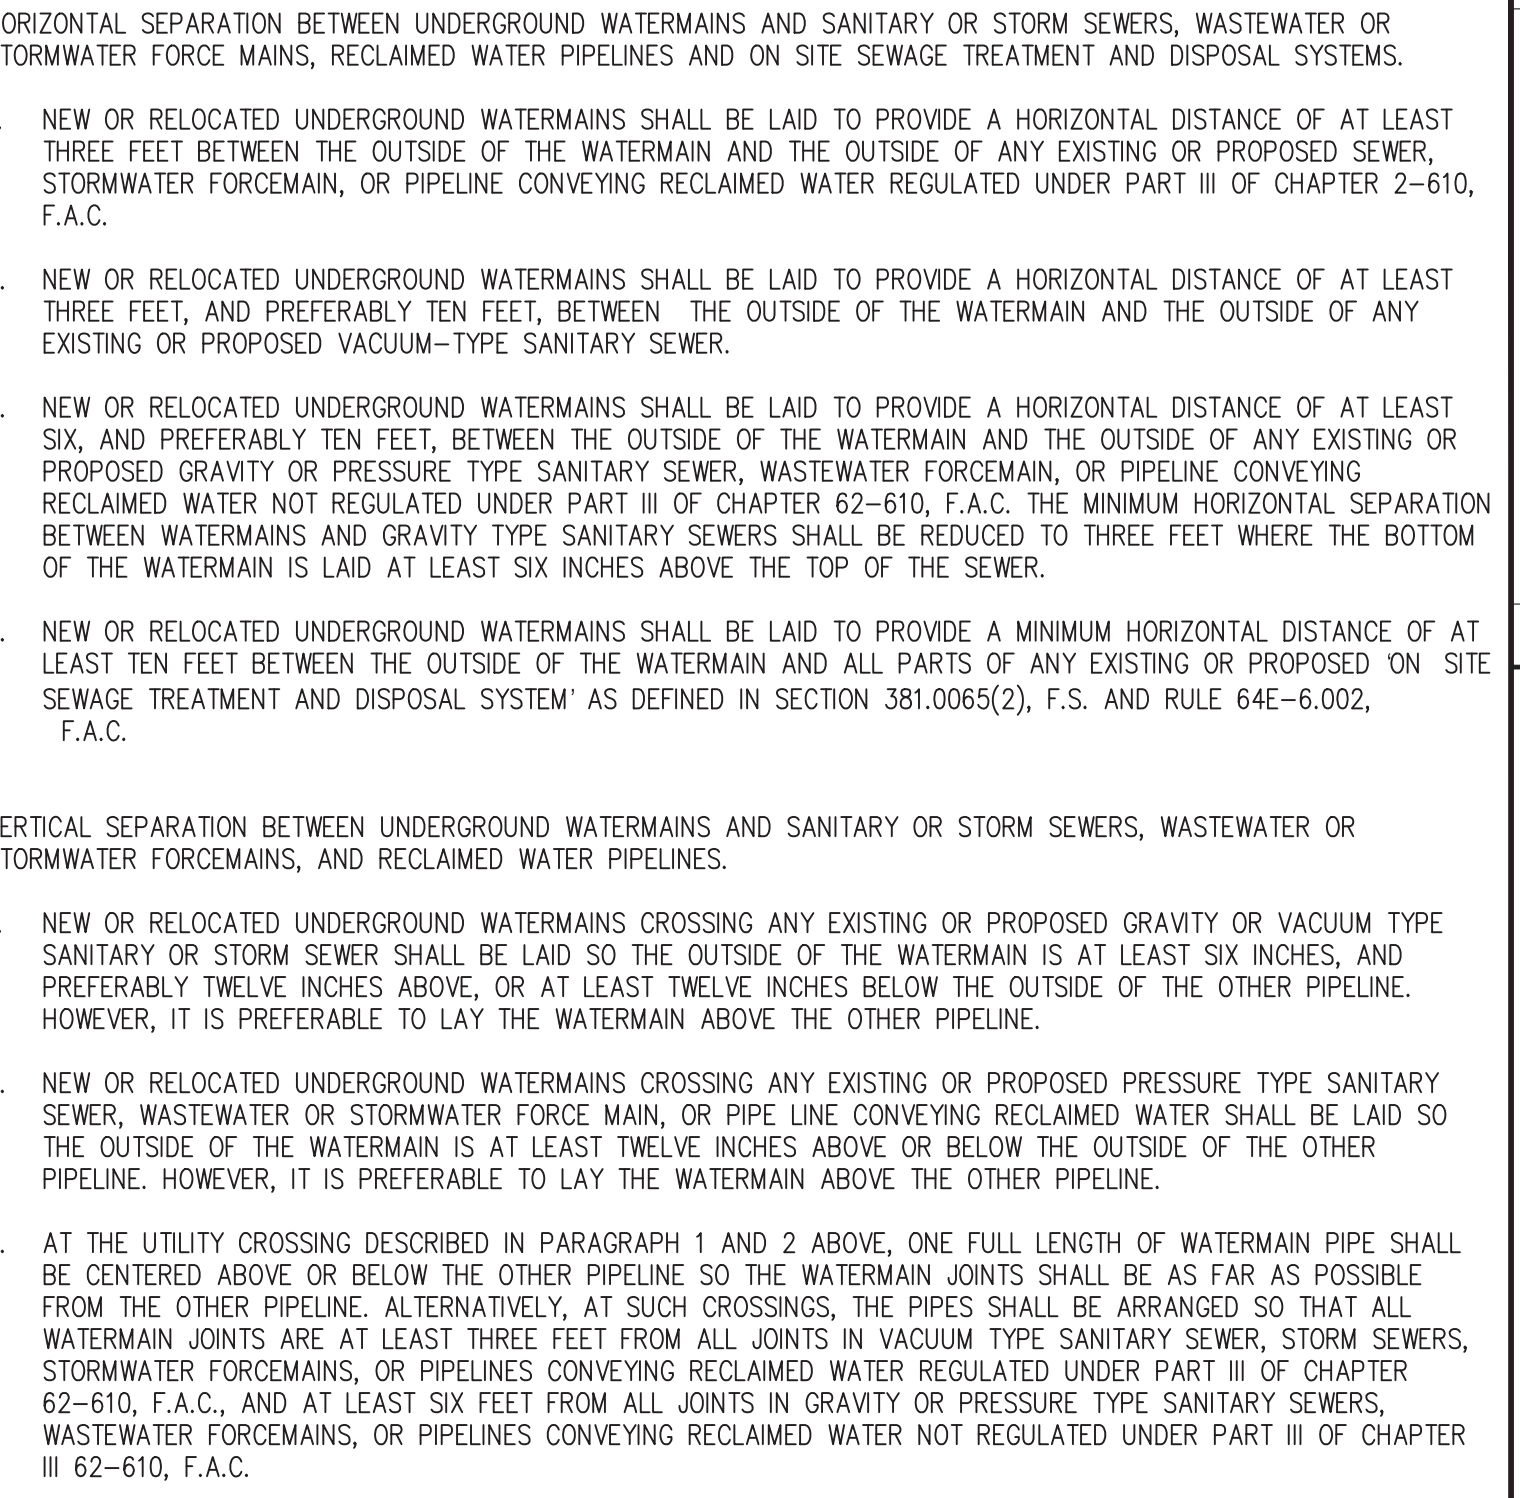 ORIZONTAL SEPARATION BETWEEN UNDERGROUND WATERMAINS AND SANITARY OR STORM SEWERS, WASTEWATER OR
TORMWATER FORCE MAINS, RECLAIMED WATER PIPELINES AND ON SITE SEWAGE TREATMENT AND DISPOSAL SYSTEMS.
. NEW OR RELOCATED UNDERGROUND WATERMAINS SHALL BE LAID TO PROVIDE A HORIZONTAL DISTANCE OF AT LEAST
THREE FEET BETWEEN THE OUTSIDE OF THE WATERMAIN AND THE OUTSIDE OF ANY EXISTING OR PROPOSED SEWER,
STORMWATER FORCEMAIN, OR PIPELINE CONVEYING RECLAIMED WATER REGULATED UNDER PART III OF CHAPTER 2-610,
F.A.C.
. NEW OR RELOCATED UNDERGROUND WATERMAINS SHALL BE LAID TO PROVIDE A HORIZONTAL DISTANCE OF AT LEAST
THREE FEET, AND PREFERABLY TEN FEET, BETWEEN THE OUTSIDE OF THE WATERMAIN AND THE OUTSIDE OF ANY
EXISTING OR PROPOSED VACUUM-TYPE SANITARY SEWER.
. NEW OR RELOCATED UNDERGROUND WATERMAINS SHALL BE LAID TO PROVIDE A HORIZONTAL DISTANCE OF AT LEAST
SIX, AND PREFERABLY TEN FEET, BETWEEN THE OUTSIDE OF THE WATERMAIN AND THE OUTSIDE OF ANY EXISTING OR
PROPOSED GRAVITY OR PRESSURE TYPE SANITARY SEWER, WASTEWATER FORCEMAIN, OR PIPELINE CONVEYING
RECLAIMED WATER NOT REGULATED UNDER PART III OF CHAPTER 62-610, F.A.C. THE MINIMUM HORIZONTAL SEPARATION
BETWEEN WATERMAINS AND GRAVITY TYPE SANITARY SEWERS SHALL BE REDUCED TO THREE FEET WHERE THE BOTTOM
OF THE WATERMAIN IS LAID AT LEAST SIX INCHES ABOVE THE TOP OF THE SEWER.
. NEW OR RELOCATED UNDERGROUND WATERMAINS SHALL BE LAID TO PROVIDE A MINIMUM HORIZONTAL DISTANCE OF AT
LEAST TEN FEET BETWEEN THE OUTSIDE OF THE WATERMAIN AND ALL PARTS OF ANY EXISTING OR PROPOSED 'ON SITE
SEWAGE TREATMENT AND DISPOSAL SYSTEM' AS DEFINED IN SECTION 381.0065(2), F.S. AND RULE 64E-6.002,
F.A.C.
ERTICAL SEPARATION BETWEEN UNDERGROUND WATERMAINS AND SANITARY OR STORM SEWERS, WASTEWATER OR
TORMWATER FORCEMAINS, AND RECLAIMED WATER PIPELINES.
. NEW OR RELOCATED UNDERGROUND WATERMAINS CROSSING ANY EXISTING OR PROPOSED GRAVITY OR VACUUM TYPE
SANITARY OR STORM SEWER SHALL BE LAID SO THE OUTSIDE OF THE WATERMAIN IS AT LEAST SIX INCHES, AND
PREFERABLY TWELVE INCHES ABOVE, OR AT LEAST TWELVE INCHES BELOW THE OUTSIDE OF THE OTHER PIPELINE.
HOWEVER, IT IS PREFERABLE TO LAY THE WATERMAIN ABOVE THE OTHER PIPELINE.
. NEW OR RELOCATED UNDERGROUND WATERMAINS CROSSING ANY EXISTING OR PROPOSED PRESSURE TYPE SANITARY
SEWER, WASTEWATER OR STORMWATER FORCE MAIN, OR PIPE LINE CONVEYING RECLAIMED WATER SHALL BE LAID SO
THE OUTSIDE OF THE WATERMAIN IS AT LEAST TWELVE INCHES ABOVE OR BELOW THE OUTSIDE OF THE OTHER
PIPELINE. HOWEVER, IT IS PREFERABLE TO LAY THE WATERMAIN ABOVE THE OTHER PIPELINE.
. AT THE UTILITY CROSSING DESCRIBED IN PARAGRAPH 1 AND 2 ABOVE, ONE FULL LENGTH OF WATERMAIN PIPE SHALL
BE CENTERED ABOVE OR BELOW THE OTHER PIPELINE SO THE WATERMAIN JOINTS SHALL BE AS FAR AS POSSIBLE
FROM THE OTHER PIPELINE. ALTERNATIVELY, AT SUCH CROSSINGS, THE PIPES SHALL BE ARRANGED SO THAT ALL
WATERMAIN JOINTS ARE AT LEAST THREE FEET FROM ALL JOINTS IN VACUUM TYPE SANITARY SEWER, STORM SEWERS,
STORMWATER FORCEMAINS, OR PIPELINES CONVEYING RECLAIMED WATER REGULATED UNDER PART III OF CHAPTER
62-610, F.A.C., AND AT LEAST SIX FEET FROM ALL JOINTS IN GRAVITY OR PRESSURE TYPE SANITARY SEWERS,
WASTEWATER FORCEMAINS, OR PIPELINES CONVEYING RECLAIMED WATER NOT REGULATED UNDER PART III OF CHAPTER
III 62-610, F.A.C.